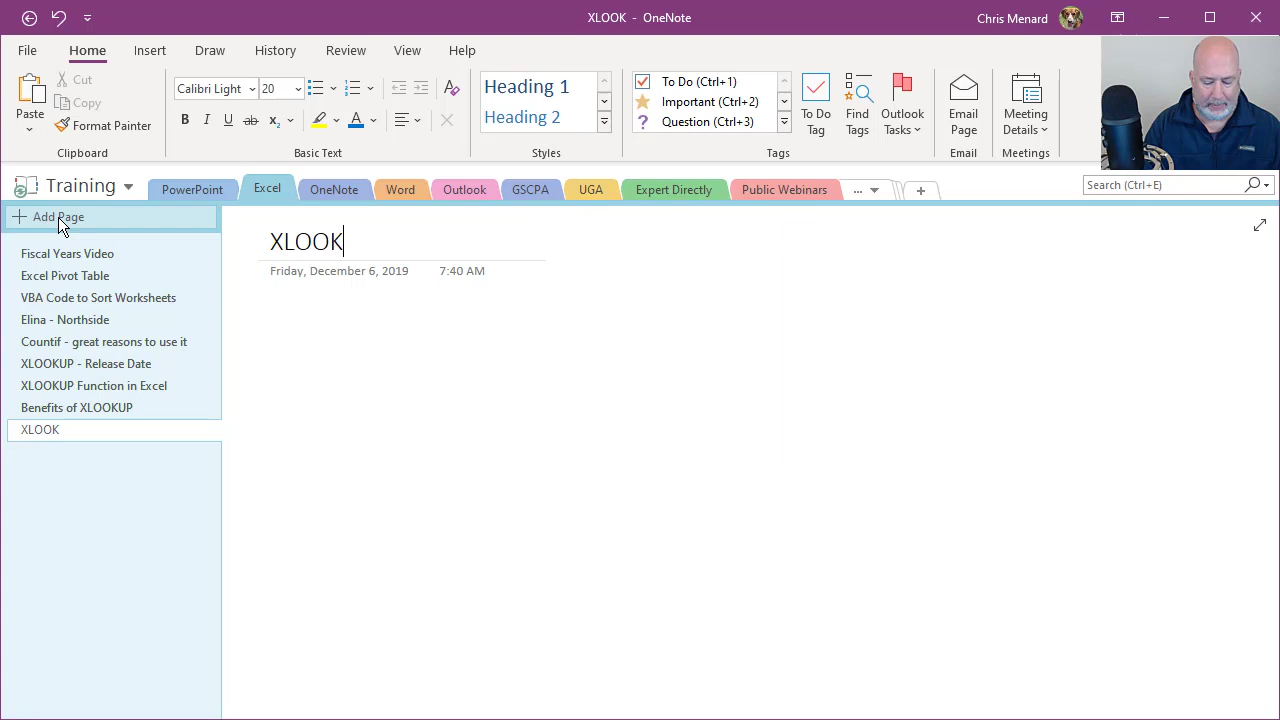 XLOOK - OneNote
Chris Menard
File Home Insert Draw History Review View Help
Paste
Cut
Copy
Format Painter
Clipboard
Calibri Light 20
B I U ab x₂ A
Basic Text
Heading 1
Heading 2
Styles
To Do (Ctrl+1)
Important (Ctrl+2)
Question (Ctrl+3)
To Do
Tag
Find
Tags
Outlook
Tasks
Tags
Email
Page
Email
Meeting
Details
Meetings
Training
PowerPoint Excel OneNote Word Outlook GSCPA UGA Expert Directly Public Webinars ...
Search (Ctrl+E)
Add Page
Fiscal Years Video
Excel Pivot Table
VBA Code to Sort Worksheets
Elina - Northside
Countif - great reasons to use it
XLOOKUP - Release Date
XLOOKUP Function in Excel
Benefits of XLOOKUP
XLOOK
XLOOK
Friday, December 6, 2019 7:40 AM